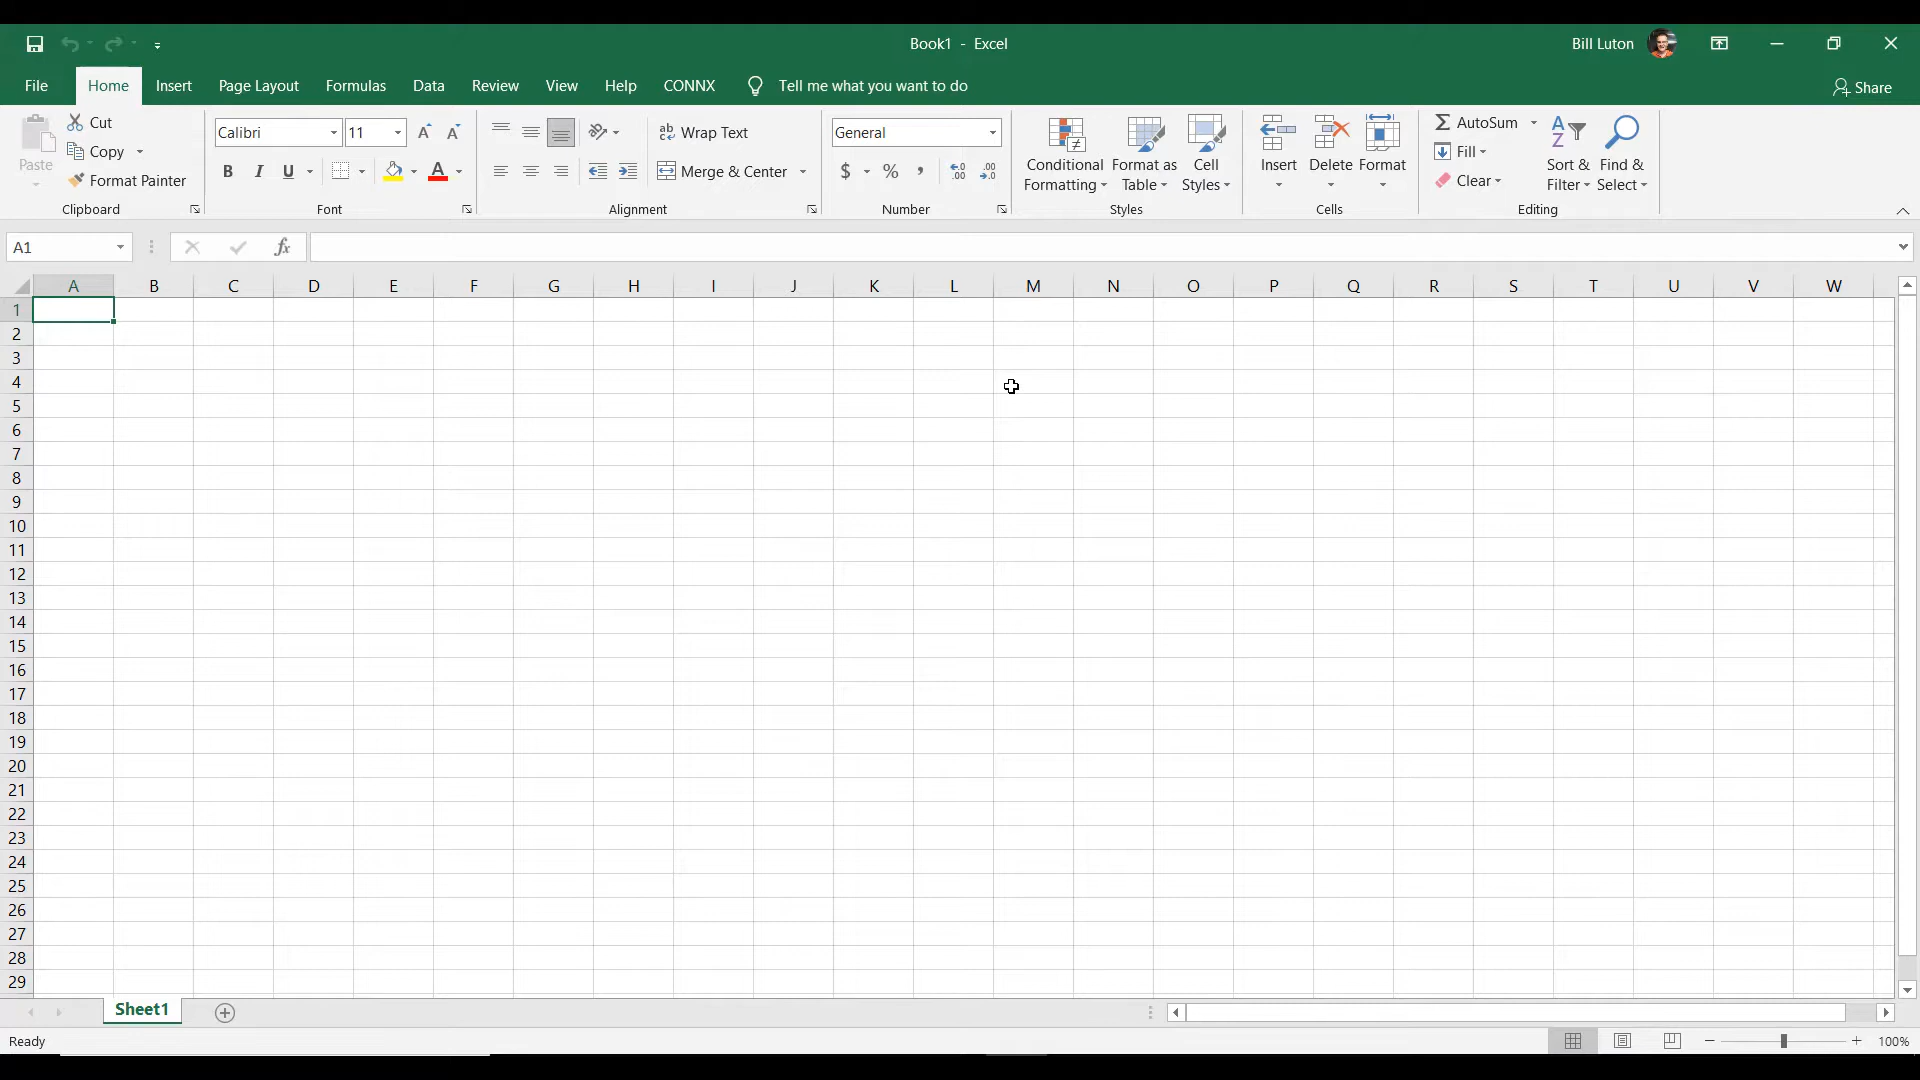 Book1 - Excel
Bill Luton
File Home Insert Page Layout Formulas Data Review View Help CONNX Tell me what you want to do
Share
Paste
Cut
Copy
Format Painter
Clipboard
Calibri 11
B I U A
Font
ab Wrap Text
Merge & Center
Alignment
General
$ % ,
Number
Conditional Formatting
Format as Table
Cell Styles
Styles
Insert
Delete
Format
Cells
AutoSum
Fill
Clear
Sort & Filter
Find & Select
Editing
A1
fx
A B C D E F G H I J K L M N O P Q R S T U V W
1
2
3
4
5
6
7
8
9
10
11
12
13
14
15
16
17
18
19
20
21
22
23
24
25
26
27
28
29
Sheet1
Ready
100%